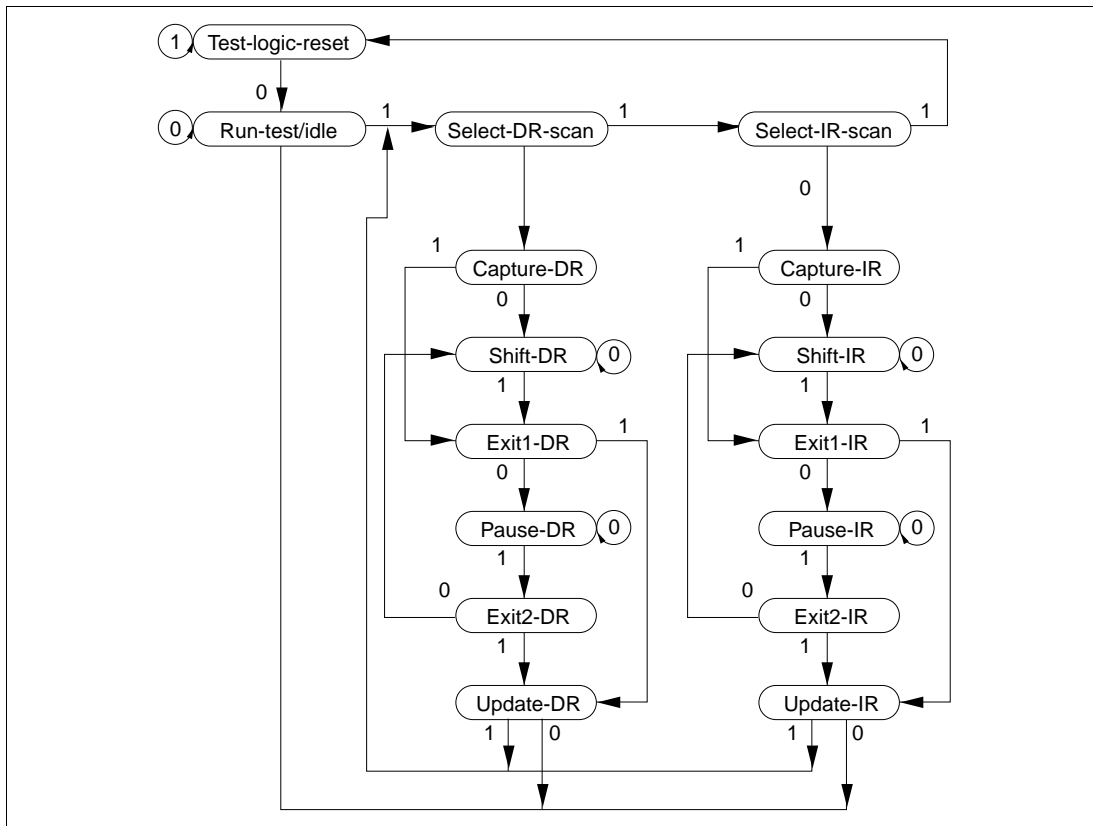 1 Test-logic-reset
0
0 Run-test/idle 1 Select-DR-scan 1 Select-IR-scan 1
0
1 1
Capture-DR Capture-IR
0 0
Shift-DR 0 Shift-IR 0
1 1
Exit1-DR 1 Exit1-IR 1
0 0
Pause-DR 0 Pause-IR 0
1 1
0 0
Exit2-DR Exit2-IR
1 1
Update-DR Update-IR
1 0 1 0